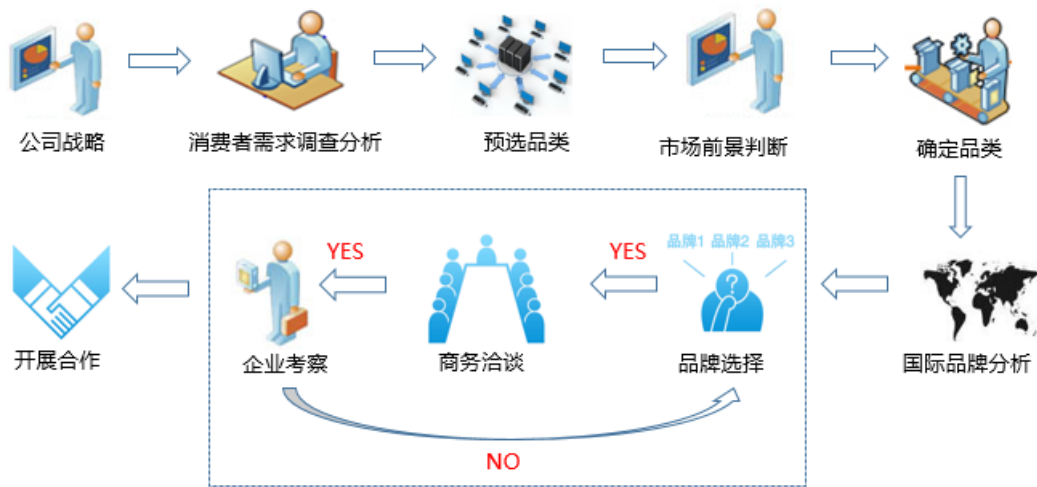 公司战略
消费者需求调查分析
预选品类
市场前景判断
确定品类
品牌1 品牌2 品牌3
YES
YES
开展合作
企业考察
商务洽谈
品牌选择
国际品牌分析
NO